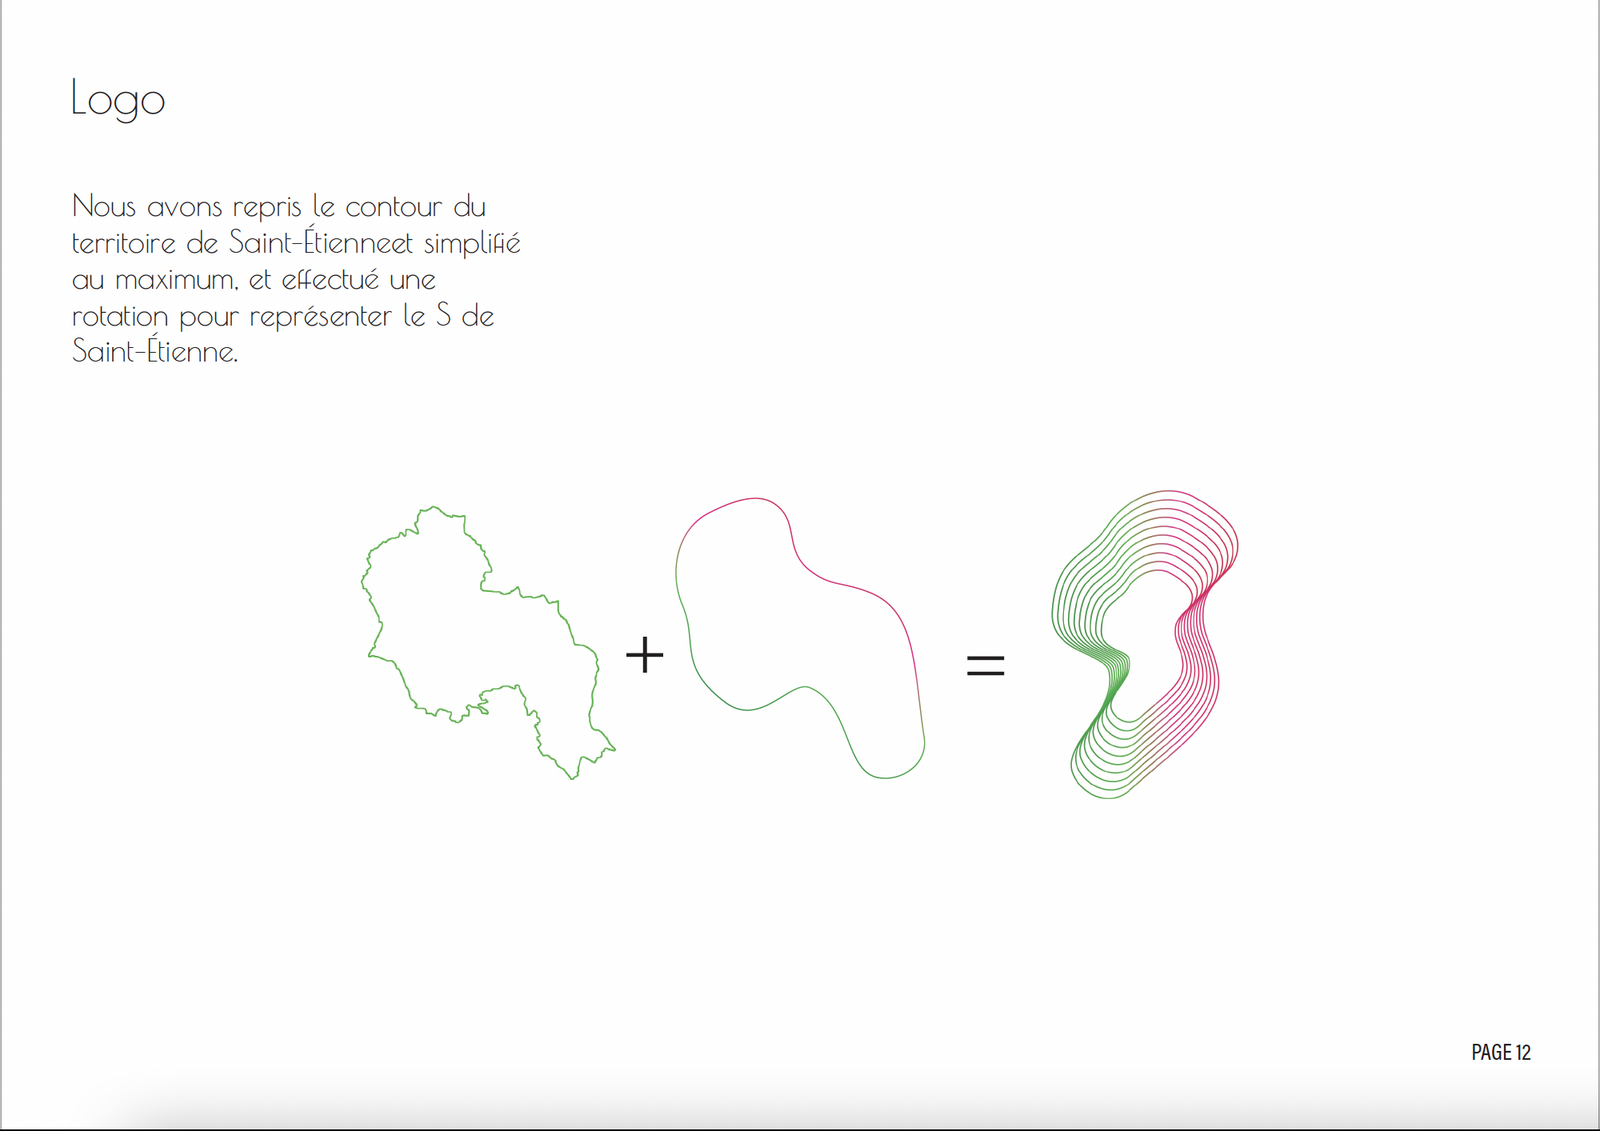 Logo
Nous avons repris le contour du
territoire de Saint-Étienneet simplifié
au maximum, et effectué une
rotation pour représenter le S de
Saint-Étienne.
+ =
PAGE 12